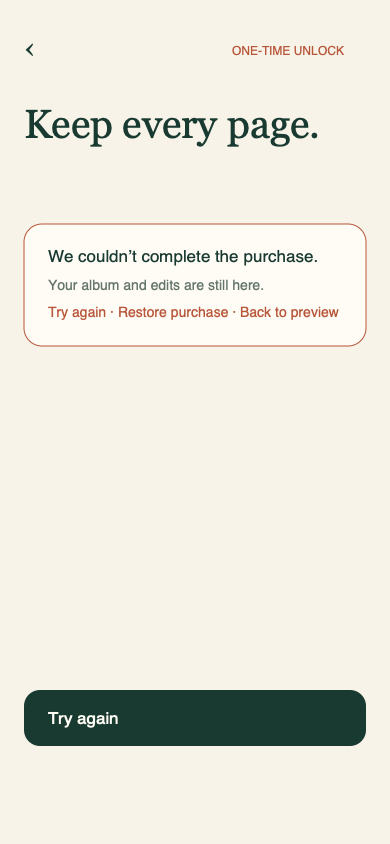 ONE-TIME UNLOCK
Keep every page.
We couldn’t complete the purchase.
Your album and edits are still here.
Try again · Restore purchase · Back to preview
Try again